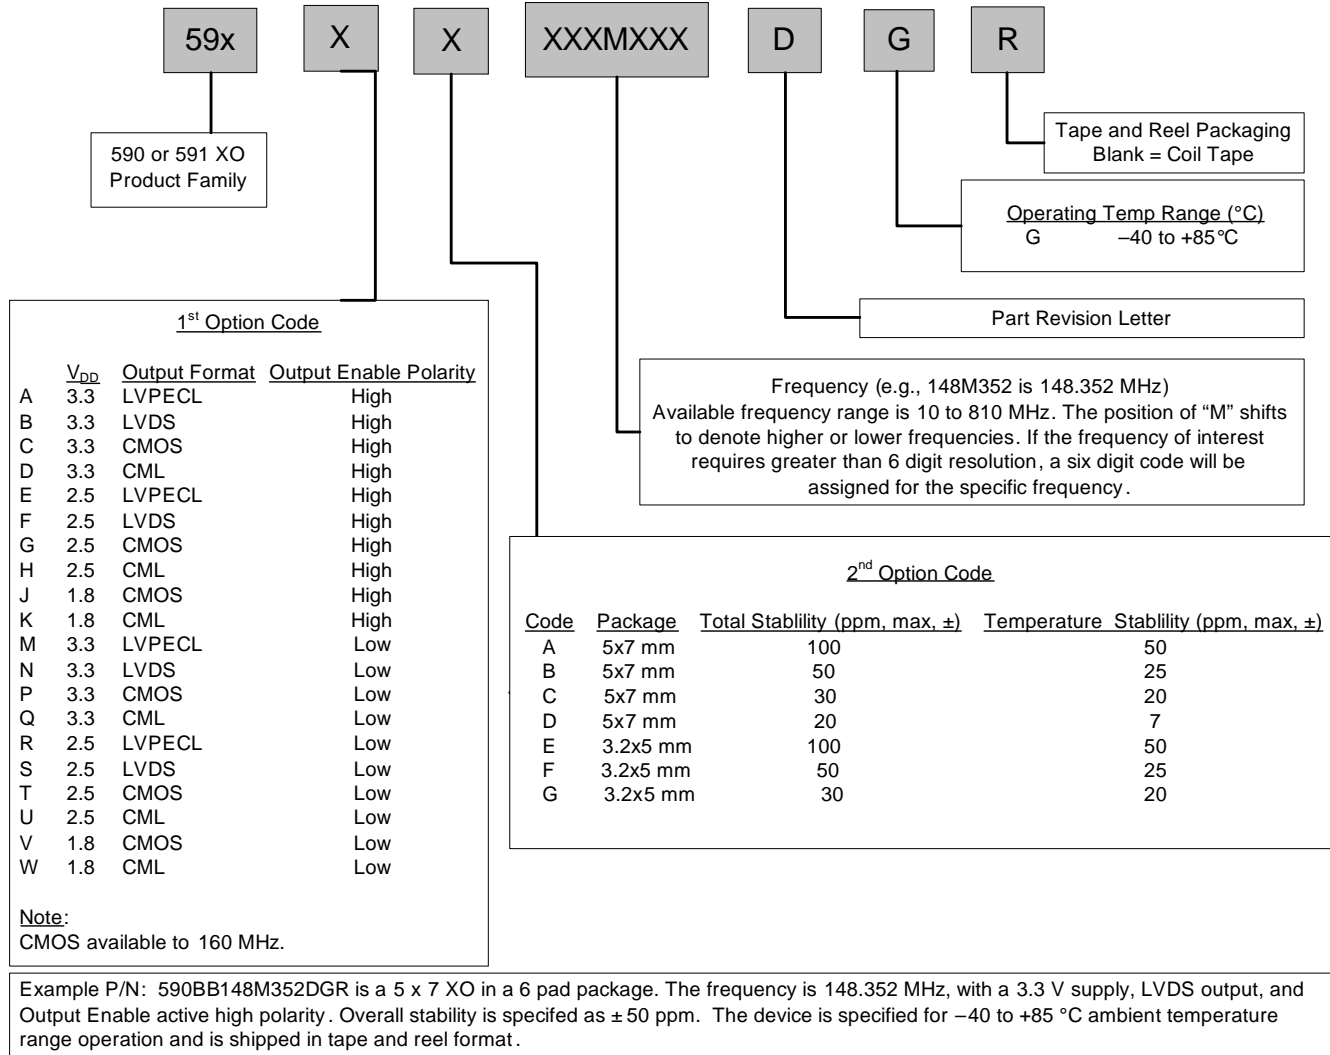 59x X X XXXMXXX D G R
590 or 591 XO
Product Family
Tape and Reel Packaging
Blank = Coil Tape
Operating Temp Range (°C)
G –40 to +85°C
Part Revision Letter
Frequency (e.g., 148M352 is 148.352 MHz)
Available frequency range is 10 to 810 MHz. The position of “M” shifts
to denote higher or lower frequencies. If the frequency of interest
requires greater than 6 digit resolution, a six digit code will be
assigned for the specific frequency.
1st Option Code
VDD Output Format Output Enable Polarity
A 3.3 LVPECL High
B 3.3 LVDS High
C 3.3 CMOS High
D 3.3 CML High
E 2.5 LVPECL High
F 2.5 LVDS High
G 2.5 CMOS High
H 2.5 CML High
J 1.8 CMOS High
K 1.8 CML High
M 3.3 LVPECL Low
N 3.3 LVDS Low
P 3.3 CMOS Low
Q 3.3 CML Low
R 2.5 LVPECL Low
S 2.5 LVDS Low
T 2.5 CMOS Low
U 2.5 CML Low
V 1.8 CMOS Low
W 1.8 CML Low
Note:
CMOS available to 160 MHz.
2nd Option Code
Code Package Total Stablility (ppm, max, ±) Temperature Stablility (ppm, max, ±)
A 5x7 mm 100 50
B 5x7 mm 50 25
C 5x7 mm 30 20
D 5x7 mm 20 7
E 3.2x5 mm 100 50
F 3.2x5 mm 50 25
G 3.2x5 mm 30 20
Example P/N: 590BB148M352DGR is a 5 x 7 XO in a 6 pad package. The frequency is 148.352 MHz, with a 3.3 V supply, LVDS output, and
Output Enable active high polarity. Overall stability is specifed as ± 50 ppm. The device is specified for –40 to +85 °C ambient temperature
range operation and is shipped in tape and reel format.